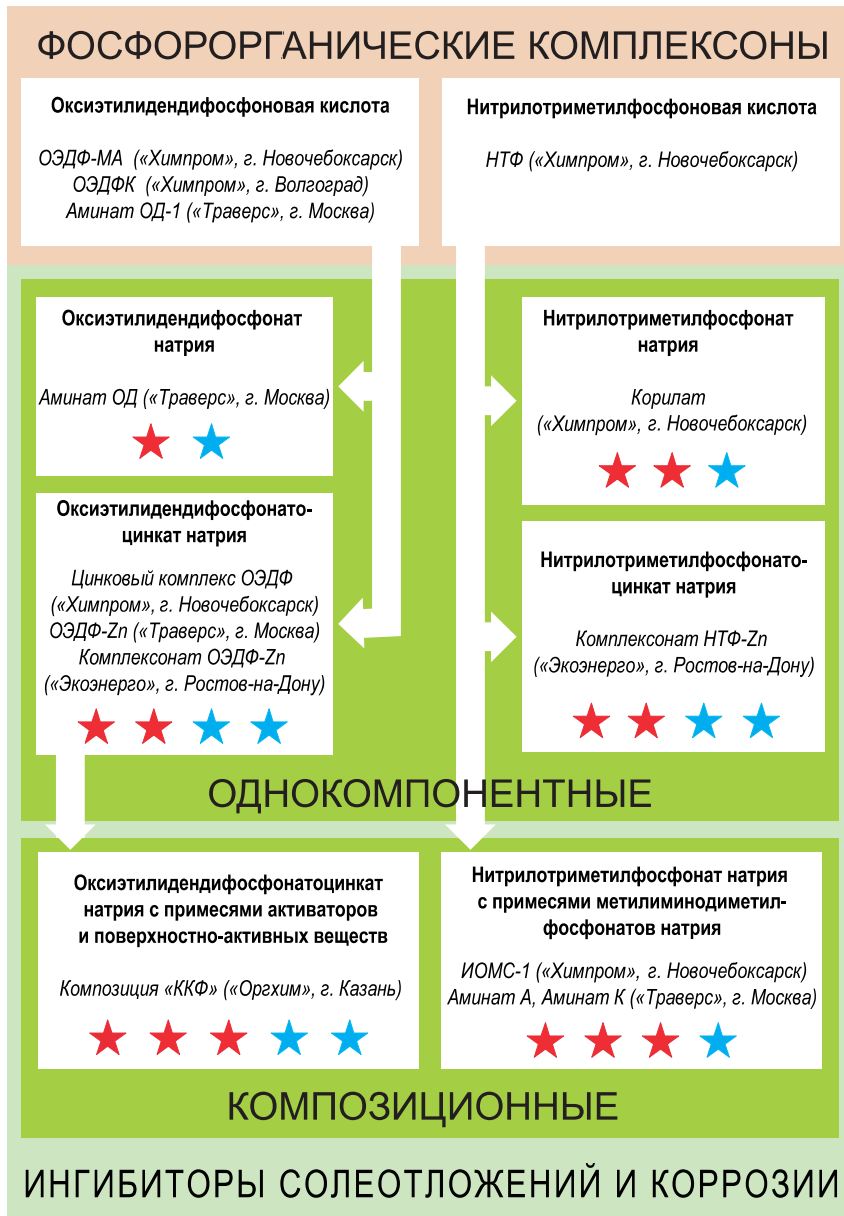 ФОСФОРОРГАНИЧЕСКИЕ КОМПЛЕКСОНЫ
Оксиэтилидендифосфоновая кислота
ОЭДФ-МА («Химпром», г. Новочебоксарск)
ОЭДФК («Химпром», г. Волгоград)
Аминат ОД-1 («Траверс», г. Москва)
Нитрилотриметилфосфоновая кислота
НТФ («Химпром», г. Новочебоксарск)
Оксиэтилидендифосфонат
натрия
Аминат ОД («Траверс», г. Москва)
Нитрилотриметилфосфонат
натрия
Корилат
(«Химпром», г. Новочебоксарск)
Оксиэтилидендифосфонато-
цинкат натрия
Цинковый комплекс ОЭДФ
(«Химпром», г. Новочебоксарск)
ОЭДФ-Zn («Траверс», г. Москва)
Комплексонат ОЭДФ-Zn
(«Экоэнерго», г. Ростов-на-Дону)
Нитрилотриметилфосфонато-
цинкат натрия
Комплексонат НТФ-Zn
(«Экоэнерго», г. Ростов-на-Дону)
ОДНОКОМПОНЕНТНЫЕ
Оксиэтилидендифосфонатоцинкат
натрия с примесями активаторов
и поверхностно-активных веществ
Композиция «ККФ» («Оргхим», г. Казань)
Нитрилотриметилфосфонат натрия
с примесями метилиминодиметил-
фосфонатов натрия
ИОМС-1 («Химпром», г. Новочебоксарск)
Аминат А, Аминат К («Траверс», г. Москва)
КОМПОЗИЦИОННЫЕ
ИНГИБИТОРЫ СОЛЕОТЛОЖЕНИЙ И КОРРОЗИИ